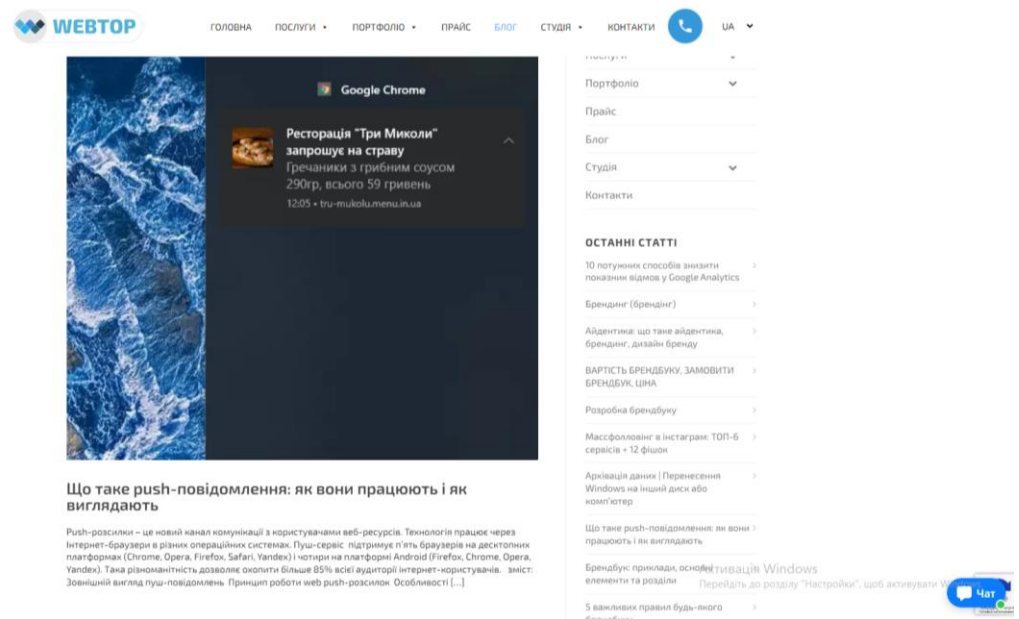 WEBTOP
ГОЛОВНА ПОСЛУГИ ПОРТФОЛІО ПРАЙС БЛОГ СТУДІЯ КОНТАКТИ UA
Google Chrome
Ресторація "Три Миколи"
запрошує на страву
Гречаники з грибним соусом
290гр, всього 59 гривень
12:05 • tru-mukolu.menu.in.ua
Що таке push-повідомлення: як вони працюють і як
виглядають
Push-розсилки – це новий канал комунікації з користувачами веб-ресурсів. Технологія працює через
Інтернет-браузери в різних операційних системах. Пуш-сервіс підтримує п'ять браузерів на десктопних
платформах (Chrome, Opera, Firefox, Safari, Yandex) і чотири на платформі Android (Firefox, Chrome, Opera,
Yandex). Така різноманітність дозволяє охопити більше 85% всієї аудиторії інтернет-користувачів. зміст:
Зовнішній вигляд пуш-повідомлень Принцип роботи web push-розсилок Особливості [...]
Послуги
Портфоліо
Прайс
Блог
Студія
Контакти
ОСТАННІ СТАТТІ
10 потужних способів знизити
показник відмов у Google Analytics
Брендинг (брендінг)
Айдентика: що таке айдентика,
брендинг, дизайн бренду
ВАРТІСТЬ БРЕНДБУКУ, ЗАМОВИТИ
БРЕНДБУК, ЦІНА
Розробка брендбуку
Массфолловінг в інстаграм: ТОП-6
сервісів + 12 фішок
Архівація даних | Перенесення
Windows на інший диск або
комп'ютер
Що таке push-повідомлення: як вони
працюють і як виглядають
Брендбук: приклади, основні
елементи та розділи
5 важливих правил будь-якого
Активація Windows
Перейдіть до розділу "Настройки", щоб активувати
Чат